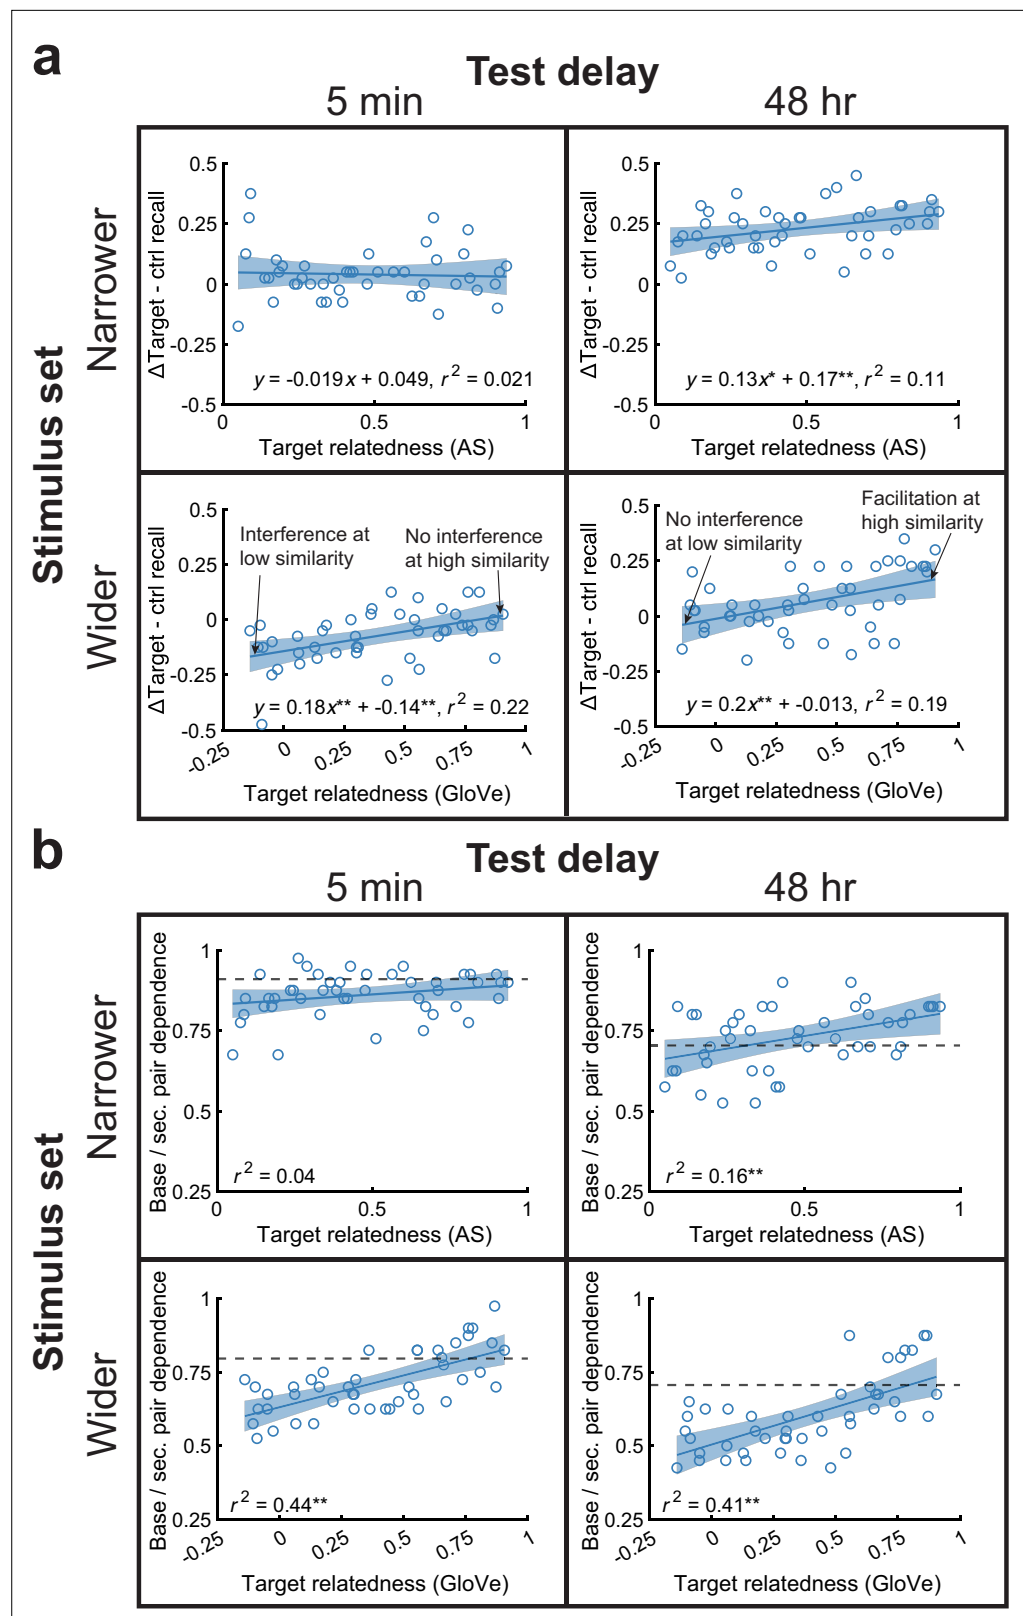 a
Test delay
5 min
48 hr
Stimulus set
Narrower
Wider
ΔTarget - ctrl recall
0.5
0.25
0
-0.25
-0.5
y = -0.019x + 0.049, r² = 0.021
0
0.5
1
Target relatedness (AS)
ΔTarget - ctrl recall
0.5
0.25
0
-0.25
-0.5
y = 0.13x* + 0.17**, r² = 0.11
0
0.5
1
Target relatedness (AS)
ΔTarget - ctrl recall
0.5
0.25
0
-0.25
-0.5
Interference at
low similarity
No interference
at high similarity
y = 0.18x** + -0.14**, r² = 0.22
-0.25
0
0.25
0.5
0.75
1
Target relatedness (GloVe)
ΔTarget - ctrl recall
0.5
0.25
0
-0.25
-0.5
No interference
at low similarity
Facilitation at
high similarity
y = 0.2x** + -0.013, r² = 0.19
-0.25
0
0.25
0.5
0.75
1
Target relatedness (GloVe)
b
Test delay
5 min
48 hr
Stimulus set
Narrower
Wider
Base / sec. pair dependence
1
0.75
0.5
0.25
r² = 0.04
0
0.5
1
Target relatedness (AS)
Base / sec. pair dependence
1
0.75
0.5
0.25
r² = 0.16**
0
0.5
1
Target relatedness (AS)
Base / sec. pair dependence
1
0.75
0.5
0.25
r² = 0.44**
-0.25
0
0.25
0.5
0.75
1
Target relatedness (GloVe)
Base / sec. pair dependence
1
0.75
0.5
0.25
r² = 0.41**
-0.25
0
0.25
0.5
0.75
1
Target relatedness (GloVe)